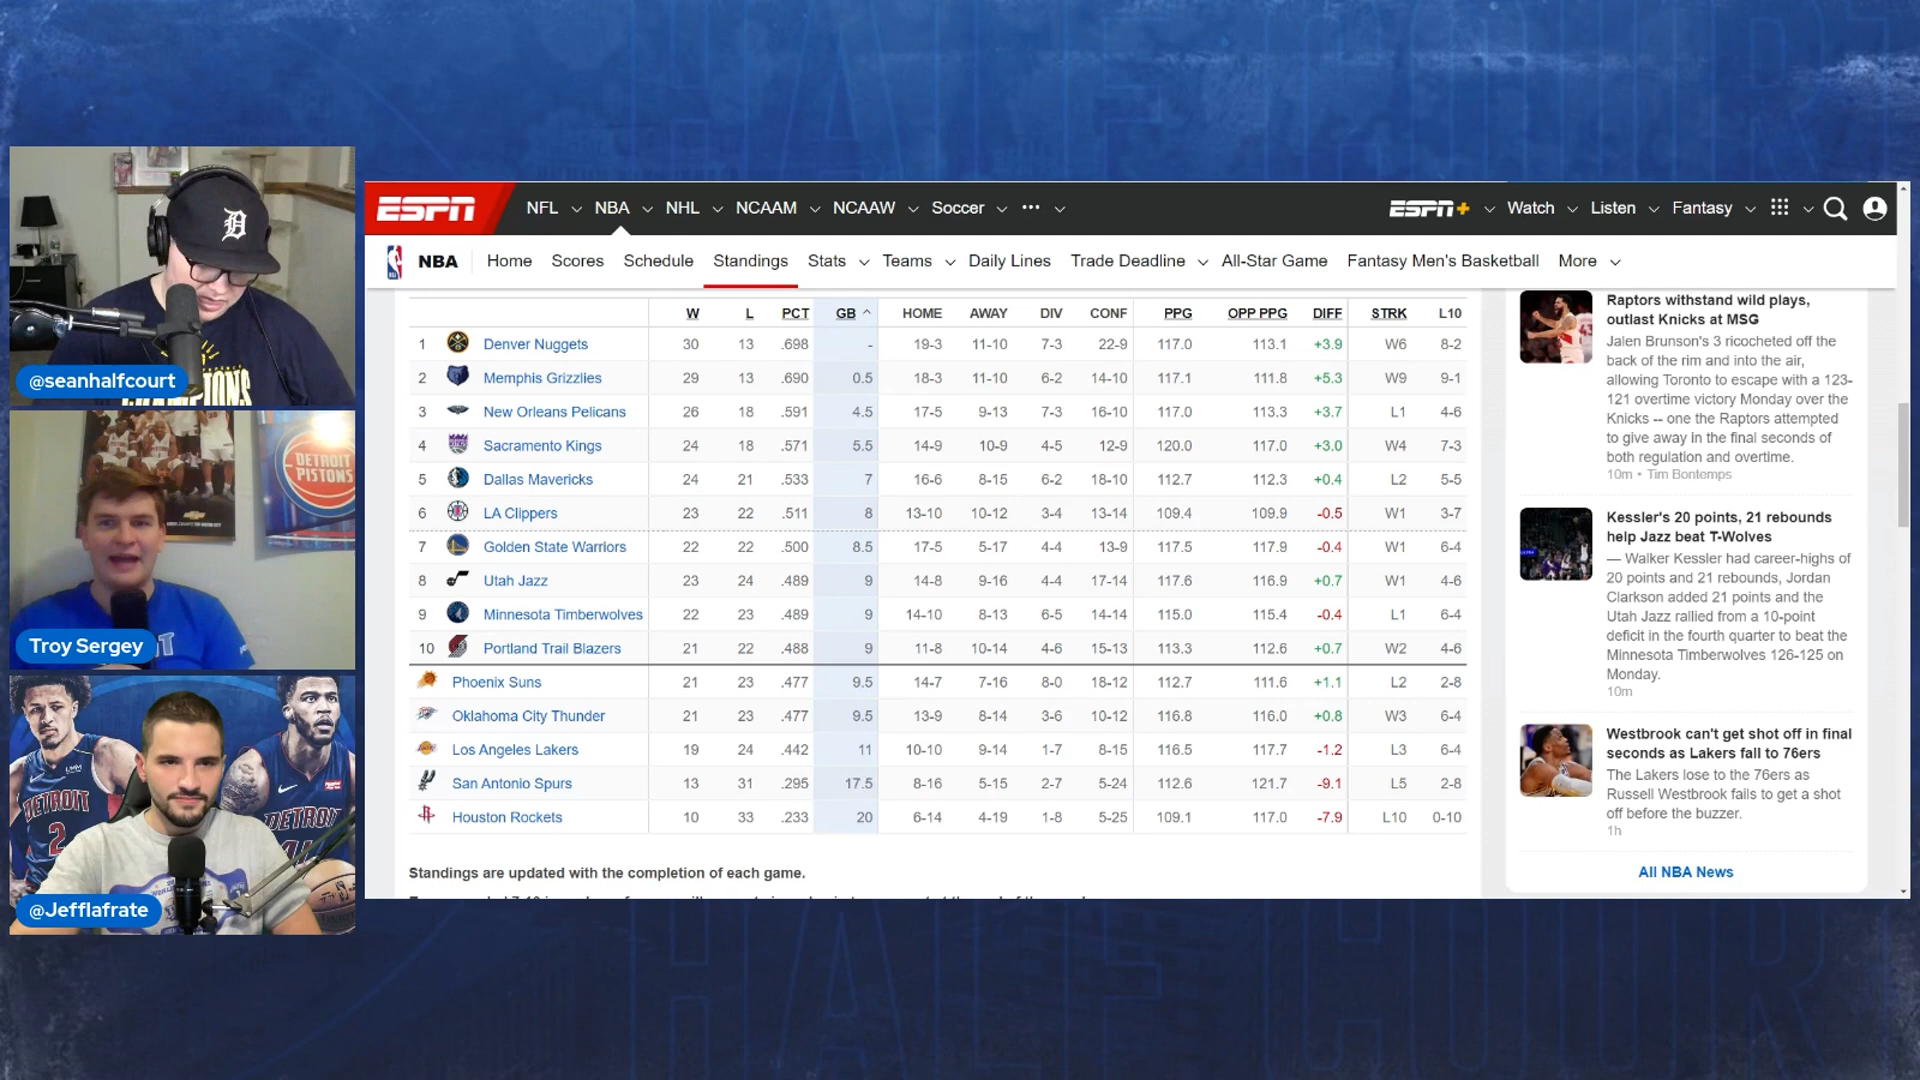 HALF COURT
D
CHAMPIONS
@seanhalfcourt
DETROIT
PISTONS
Troy Sergey
DETROIT
2
DETROIT
@Jefflafrate
ESPN NFL NBA NHL NCAAM NCAAW Soccer ••• ESPN+ Watch Listen Fantasy
NBA Home Scores Schedule Standings Stats Teams Daily Lines Trade Deadline All-Star Game Fantasy Men's Basketball More
W L PCT GB HOME AWAY DIV CONF PPG OPP PPG DIFF STRK L10
1 Denver Nuggets 30 13 .698 - 19-3 11-10 7-3 22-9 117.0 113.1 +3.9 W6 8-2
2 Memphis Grizzlies 29 13 .690 0.5 18-3 11-10 6-2 14-10 117.1 111.8 +5.3 W9 9-1
3 New Orleans Pelicans 26 18 .591 4.5 17-5 9-13 7-3 16-10 117.0 113.3 +3.7 L1 4-6
4 Sacramento Kings 24 18 .571 5.5 14-9 10-9 4-5 12-9 120.0 117.0 +3.0 W4 7-3
5 Dallas Mavericks 24 21 .533 7 16-6 8-15 6-2 18-10 112.7 112.3 +0.4 L2 5-5
6 LA Clippers 23 22 .511 8 13-10 10-12 3-4 13-14 109.4 109.9 -0.5 W1 3-7
7 Golden State Warriors 22 22 .500 8.5 17-5 5-17 4-4 13-9 117.5 117.9 -0.4 W1 6-4
8 Utah Jazz 23 24 .489 9 14-8 9-16 4-4 17-14 117.6 116.9 +0.7 W1 4-6
9 Minnesota Timberwolves 22 23 .489 9 14-10 8-13 6-5 14-14 115.0 115.4 -0.4 L1 6-4
10 Portland Trail Blazers 21 22 .488 9 11-8 10-14 4-6 15-13 113.3 112.6 +0.7 W2 4-6
Phoenix Suns 21 23 .477 9.5 14-7 7-16 8-0 18-12 112.7 111.6 +1.1 L2 2-8
Oklahoma City Thunder 21 23 .477 9.5 13-9 8-14 3-6 10-12 116.8 116.0 +0.8 W3 6-4
Los Angeles Lakers 19 24 .442 11 10-10 9-14 1-7 8-15 116.5 117.7 -1.2 L3 6-4
San Antonio Spurs 13 31 .295 17.5 8-16 5-15 2-7 5-24 112.6 121.7 -9.1 L5 2-8
Houston Rockets 10 33 .233 20 6-14 4-19 1-8 5-25 109.1 117.0 -7.9 L10 0-10
Standings are updated with the completion of each game.
Raptors withstand wild plays,
outlast Knicks at MSG
Jalen Brunson's 3 ricocheted off the
back of the rim and into the air,
allowing Toronto to escape with a 123-
121 overtime victory Monday over the
Knicks -- one the Raptors attempted
to give away in the final seconds of
both regulation and overtime.
10m • Tim Bontemps
Kessler's 20 points, 21 rebounds
help Jazz beat T-Wolves
— Walker Kessler had career-highs of
20 points and 21 rebounds, Jordan
Clarkson added 21 points and the
Utah Jazz rallied from a 10-point
deficit in the fourth quarter to beat the
Minnesota Timberwolves 126-125 on
Monday.
10m
Westbrook can't get shot off in final
seconds as Lakers fall to 76ers
The Lakers lose to the 76ers as
Russell Westbrook fails to get a shot
off before the buzzer.
1h
All NBA News